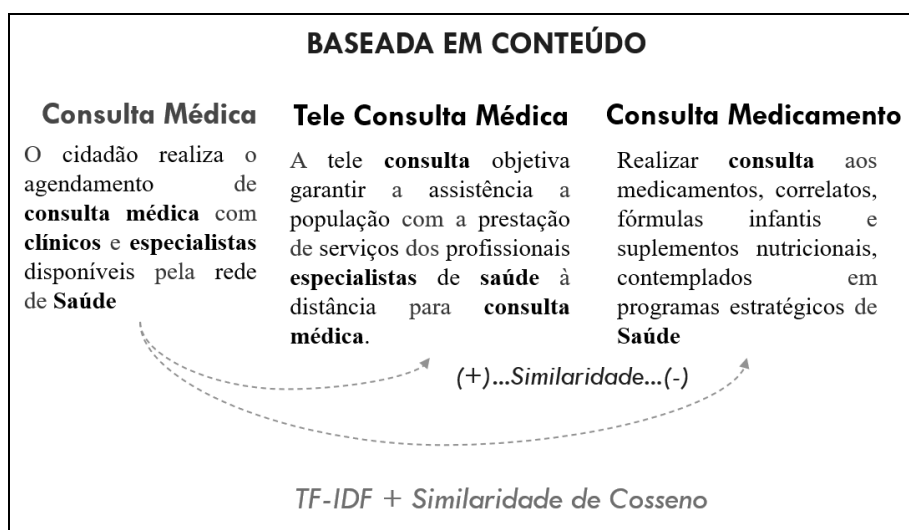 BASEADA EM CONTEÚDO
Consulta Médica
O cidadão realiza o
agendamento de
consulta médica com
clínicos e especialistas
disponíveis pela rede
de Saúde
Tele Consulta Médica
A tele consulta objetiva
garantir a assistência a
população com a prestação
de serviços dos profissionais
especialistas de saúde à
distância para consulta
médica.
Consulta Medicamento
Realizar consulta aos
medicamentos, correlatos,
fórmulas infantis e
suplementos nutricionais,
contemplados em
programas estratégicos de
Saúde
(+)...Similaridade...(-)
TF-IDF + Similaridade de Cosseno